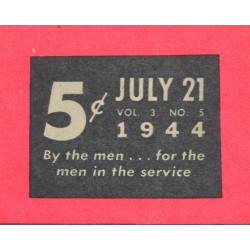 5¢ JULY 21
VOL. 3, NO. 5
1944
By the men . . . for the
men in the service